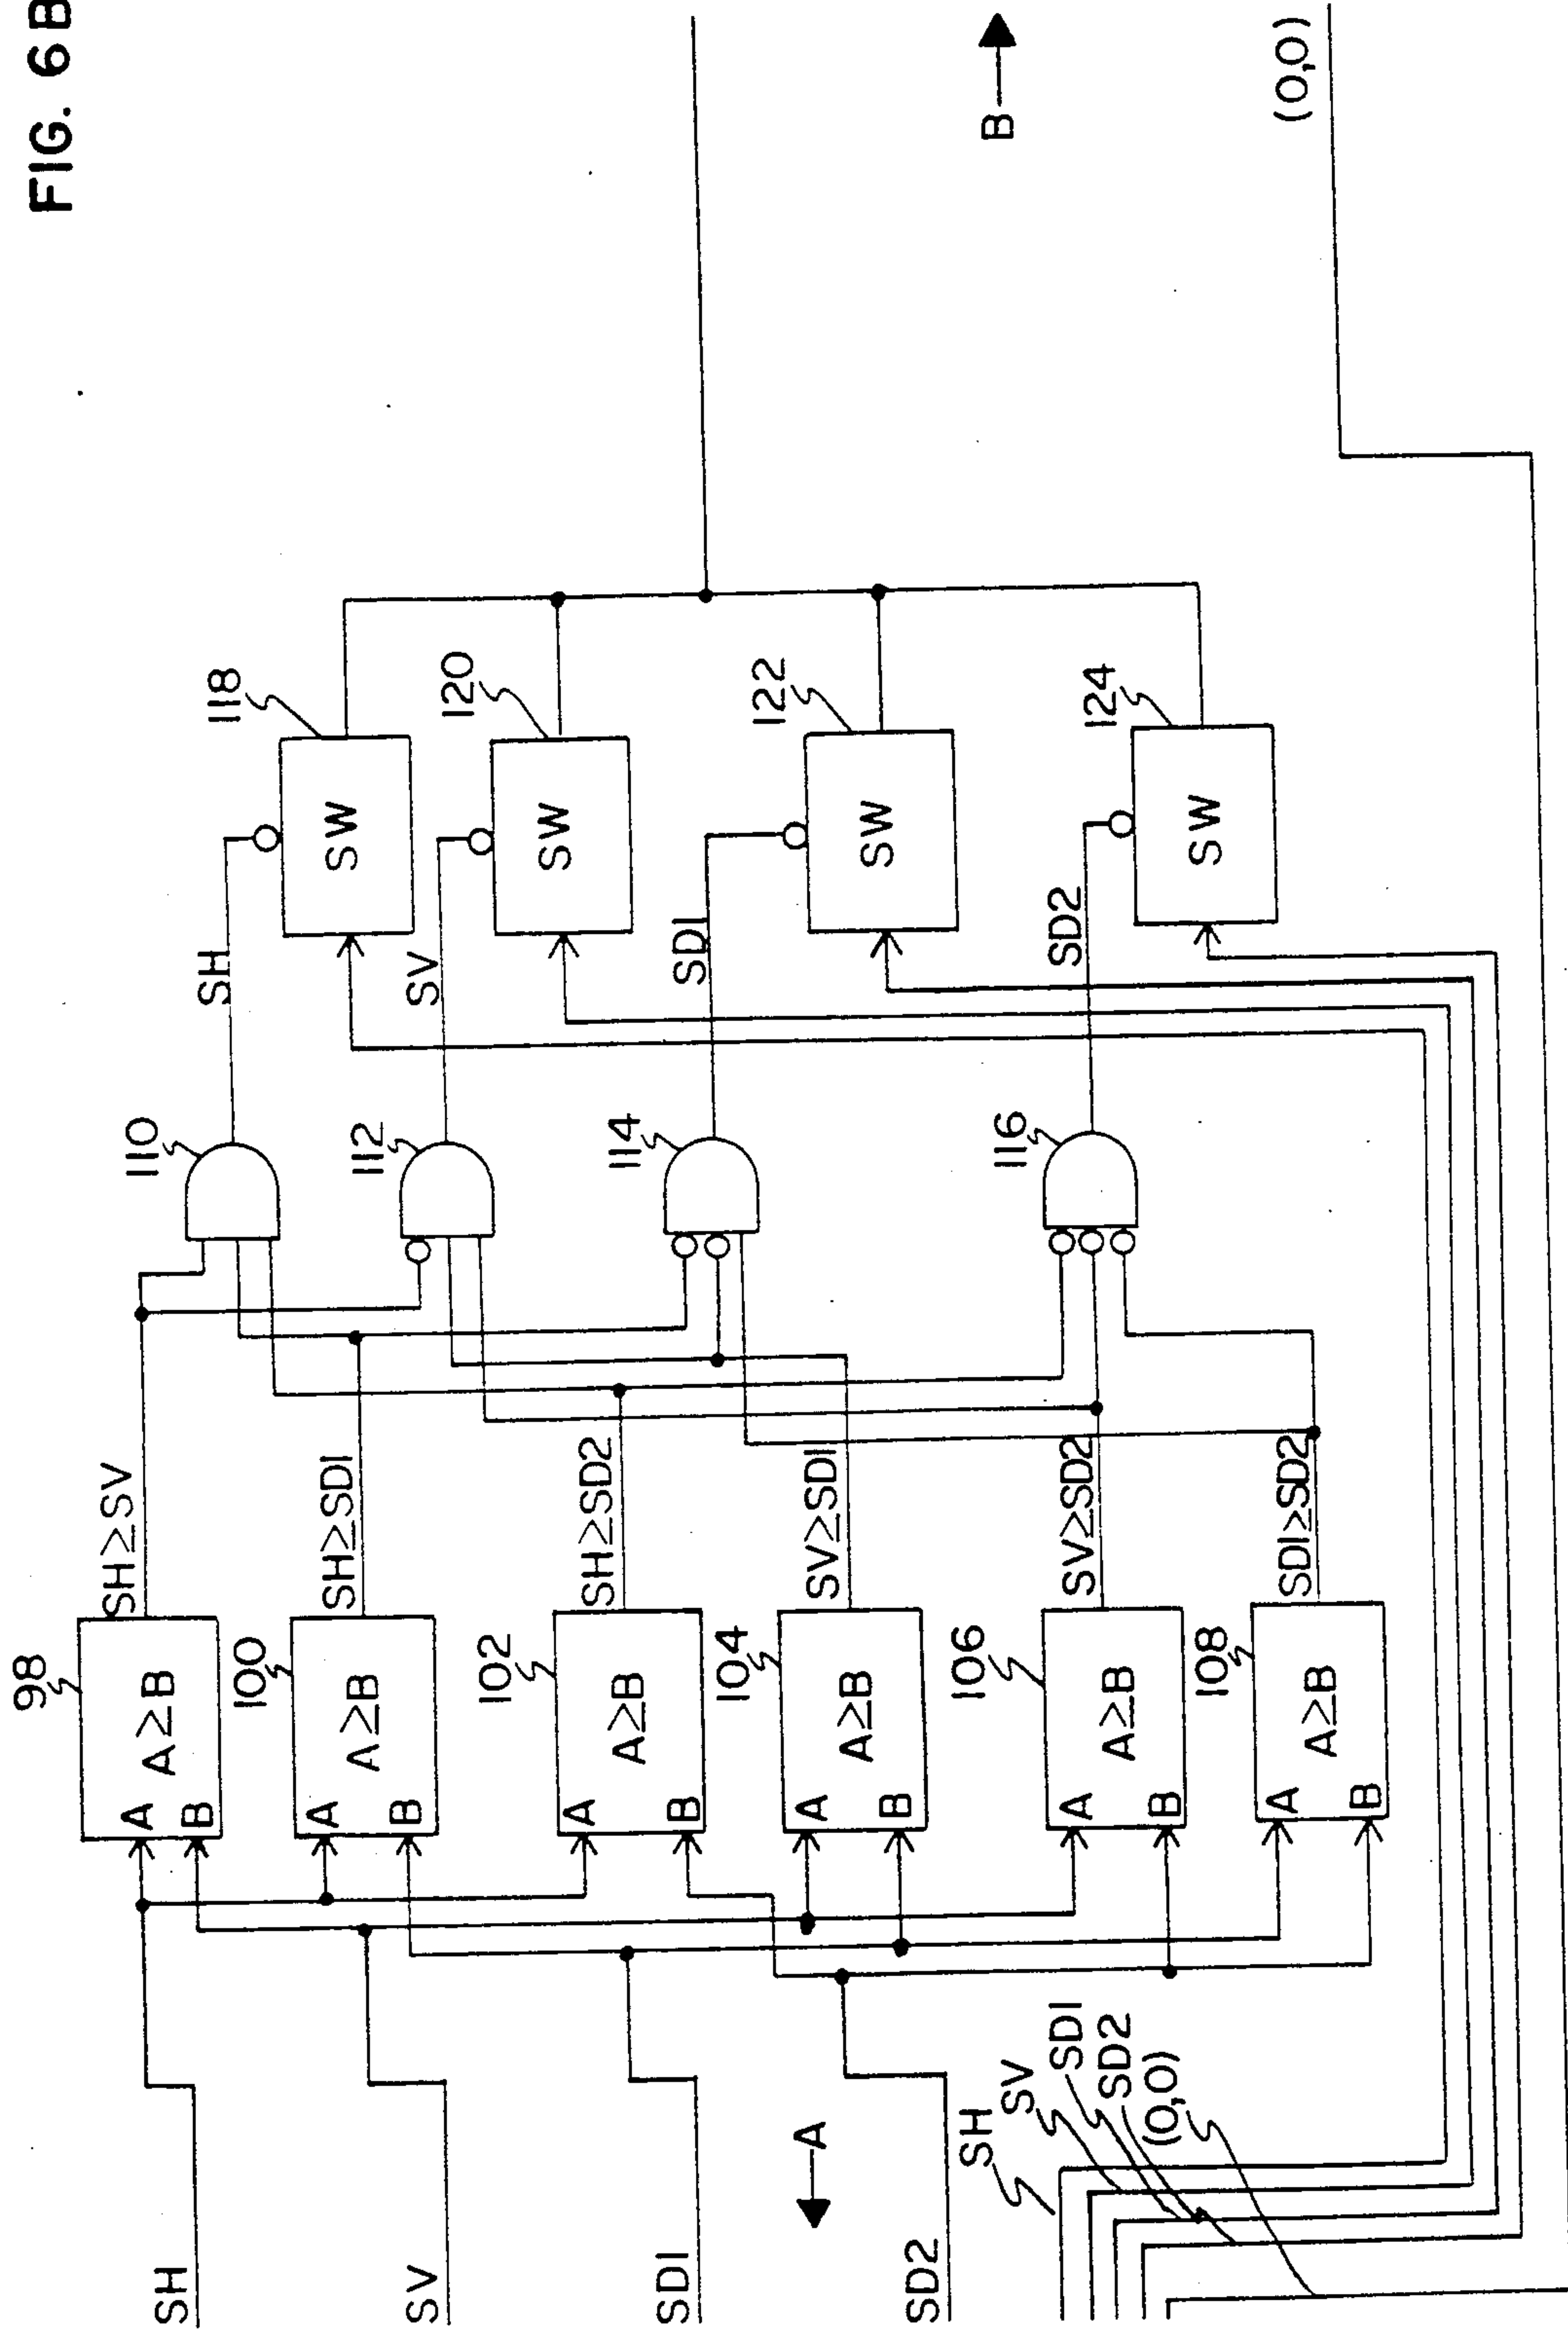 FIG. 6B
SH
SV
SD1
SD2
←A
B→
98
A
B
A≥B
SH≥SV
100
A
B
A≥B
SH≥SD1
102
A
B
A≥B
SH≥SD2
104
A
B
A≥B
SV≥SD1
106
A
B
A≥B
SV≥SD2
108
A
B
A≥B
SD1≥SD2
110
112
114
116
SH
SV
SD1
SD2
118
SW
120
SW
122
SW
124
SW
SH
SV
SD1
SD2
(0,0)
(0,0)